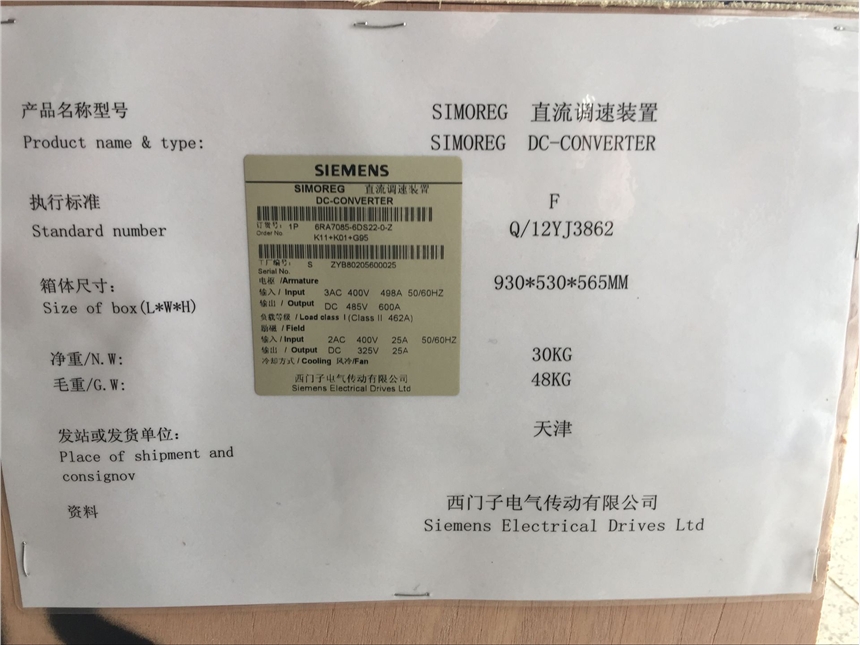 产品名称型号 SIMOREG 直流调速装置
Product name & type: SIMOREG DC-CONVERTER
SIEMENS
SIMOREG 直流调速装置
DC-CONVERTER
订货号: 1P 6RA7085-6DS22-0-Z
Order No. K11+K01+G95
工厂编号: S ZYB80205600025
Serial No.
电枢 /Armature
输入 / Input 3AC 400V 498A 50/60HZ
输出 / Output DC 485V 600A
负载等级 / Load class I (Class II 462A)
励磁 / Field
输入 / Input 2AC 400V 25A 50/60HZ
输出 / Output DC 325V 25A
冷却方式 / Cooling 风冷/Fan
西门子电气传动有限公司
Siemens Electrical Drives Ltd
执行标准 F
Standard number Q/12YJ3862
箱体尺寸: 930*530*565MM
Size of box(L*W*H)
净重/N.W: 30KG
毛重/G.W: 48KG
发站或发货单位: 天津
Place of shipment and
consignov
资料 西门子电气传动有限公司
Siemens Electrical Drives Ltd